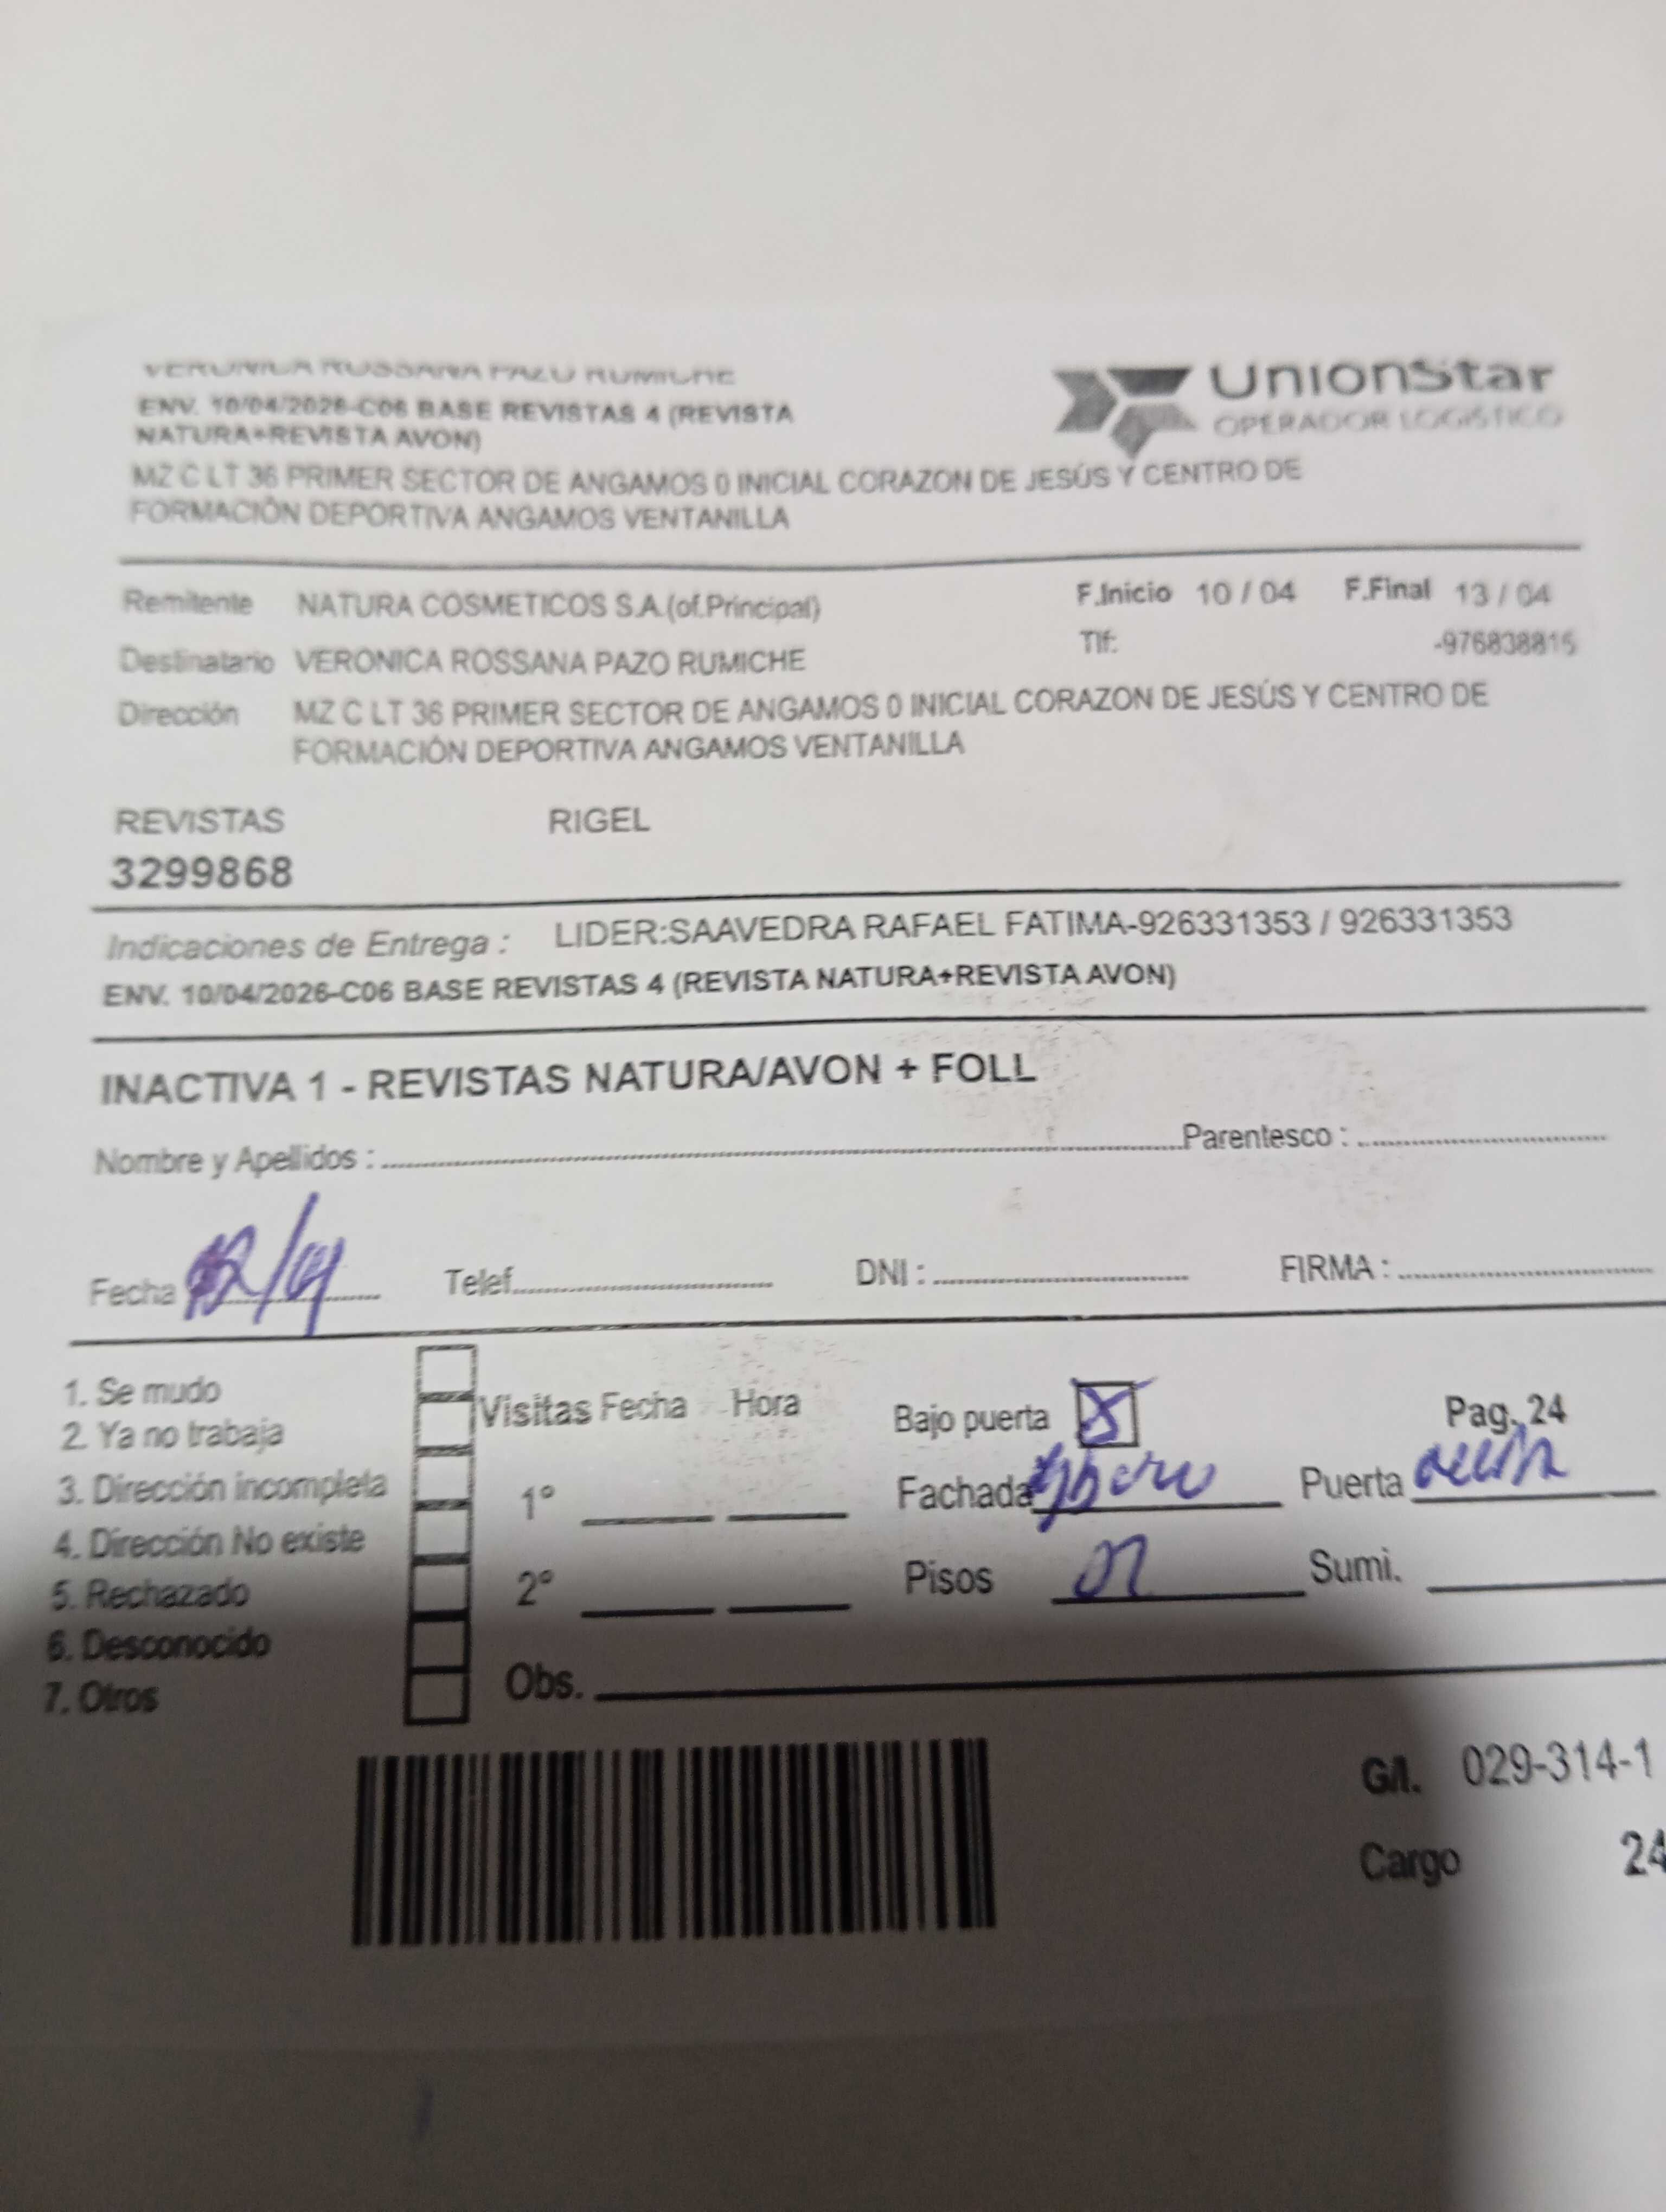 VERONICA ROSSANA PAZO RUMICHE
ENV. 10/04/2026-C06 BASE REVISTAS 4 (REVISTA
NATURA+REVISTA AVON)
MZ C LT 36 PRIMER SECTOR DE ANGAMOS 0 INICIAL CORAZON DE JESÚS Y CENTRO DE
FORMACIÓN DEPORTIVA ANGAMOS VENTANILLA
UnionStar
OPERADOR LOGISTICO
Remitente NATURA COSMETICOS S.A.(of.Principal) F.Inicio 10 / 04 F.Final 13 / 04
Destinatario VERONICA ROSSANA PAZO RUMICHE Tlf: -976838815
Dirección MZ C LT 36 PRIMER SECTOR DE ANGAMOS 0 INICIAL CORAZON DE JESÚS Y CENTRO DE
FORMACIÓN DEPORTIVA ANGAMOS VENTANILLA
REVISTAS RIGEL
3299868
Indicaciones de Entrega : LIDER:SAAVEDRA RAFAEL FATIMA-926331353 / 926331353
ENV. 10/04/2026-C06 BASE REVISTAS 4 (REVISTA NATURA+REVISTA AVON)
INACTIVA 1 - REVISTAS NATURA/AVON + FOLL
Nombre y Apellidos : Parentesco :
Fecha 12/04 Telef. DNI : FIRMA :
1. Se mudo
2. Ya no trabaja
3. Dirección incompleta
4. Dirección No existe
5. Rechazado
6. Desconocido
7. Otros
Visitas Fecha Hora
1°
2°
Obs.
Bajo puerta X Pag. 24
Fachada Puerta
Pisos 02 Sumi.
G/I. 029-314-1
Cargo 24